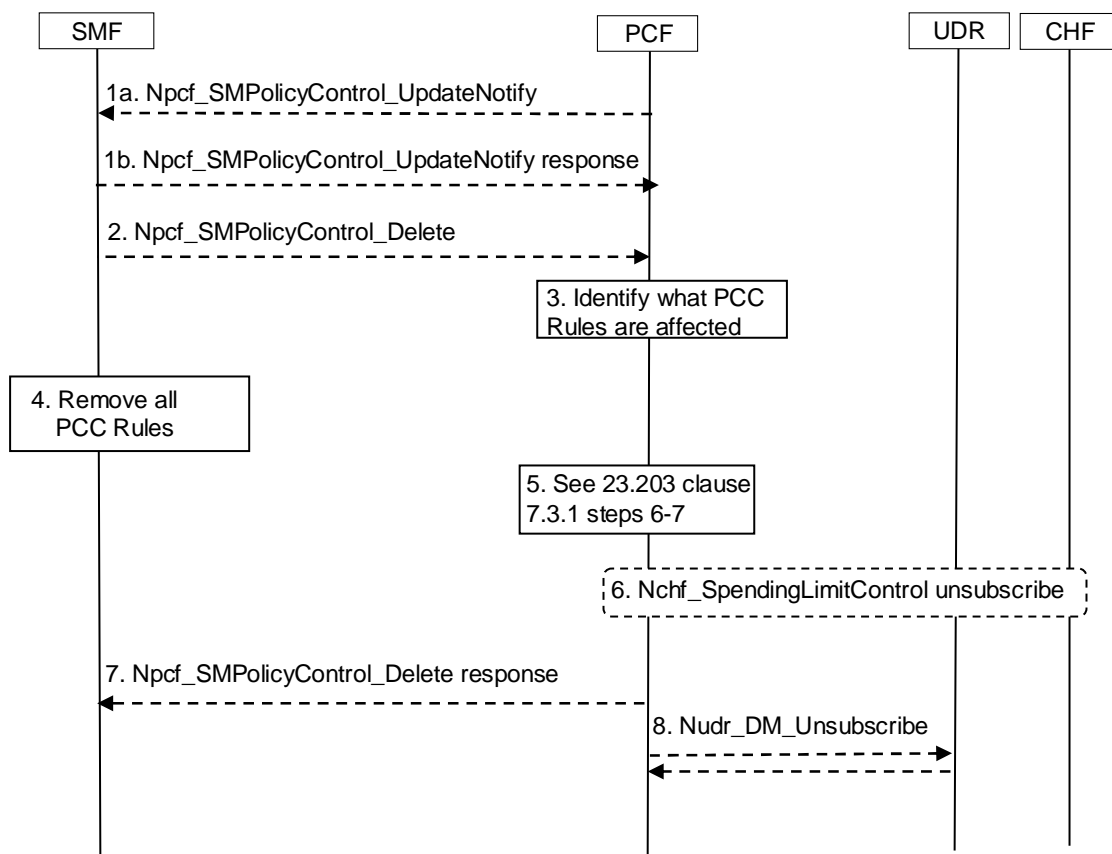 SMF
PCF
UDR
CHF
1a. Npcf_SMPolicyControl_UpdateNotify
1b. Npcf_SMPolicyControl_UpdateNotify response
2. Npcf_SMPolicyControl_Delete
3. Identify what PCC
Rules are affected
4. Remove all
PCC Rules
5. See 23.203 clause
7.3.1 steps 6-7
6. Nchf_SpendingLimitControl unsubscribe
7. Npcf_SMPolicyControl_Delete response
8. Nudr_DM_Unsubscribe